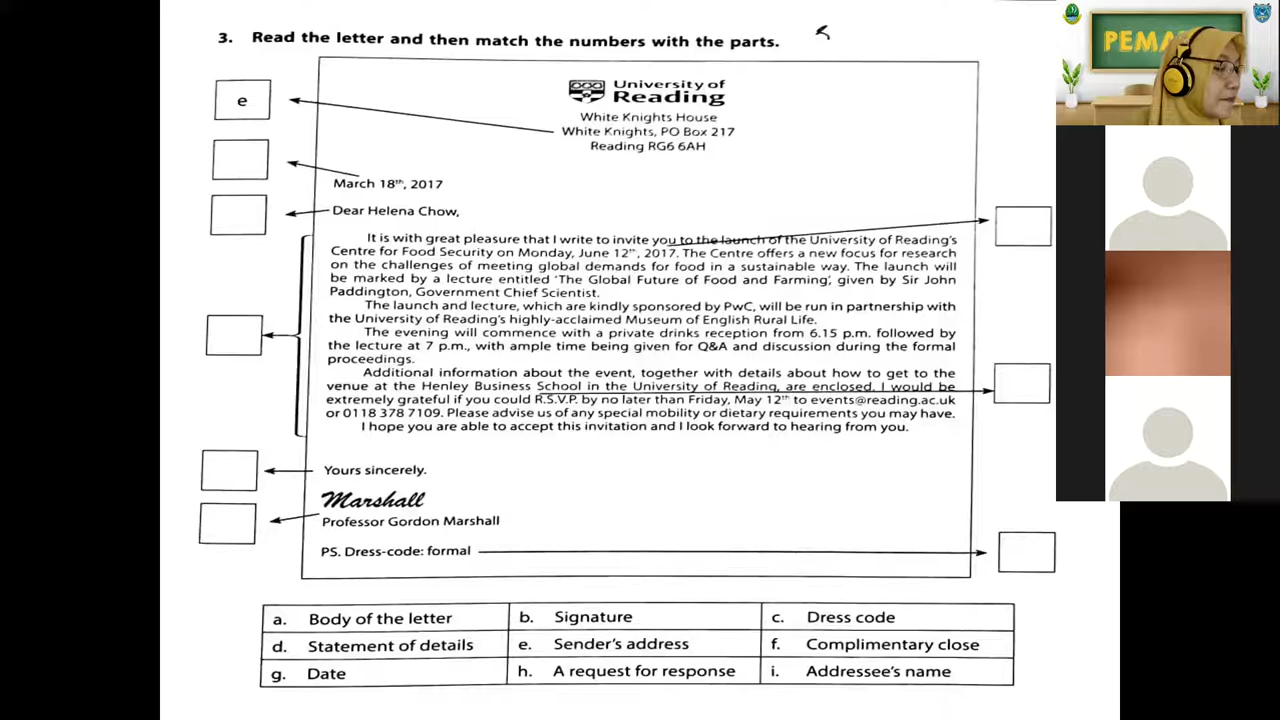 3. Read the letter and then match the numbers with the parts.
University of
Reading
White Knights House
White Knights, PO Box 217
Reading RG6 6AH
e
March 18th, 2017
Dear Helena Chow,
It is with great pleasure that I write to invite you to the launch of the University of Reading's
Centre for Food Security on Monday, June 12th, 2017. The Centre offers a new focus for research
on the challenges of meeting global demands for food in a sustainable way. The launch will
be marked by a lecture entitled 'The Global Future of Food and Farming', given by Sir John
Paddington, Government Chief Scientist.
The launch and lecture, which are kindly sponsored by PwC, will be run in partnership with
the University of Reading's highly-acclaimed Museum of English Rural Life.
The evening will commence with a private drinks reception from 6.15 p.m. followed by
the lecture at 7 p.m., with ample time being given for Q&A and discussion during the formal
proceedings.
Additional information about the event, together with details about how to get to the
venue at the Henley Business School in the University of Reading, are enclosed. I would be
extremely grateful if you could R.S.V.P. by no later than Friday, May 12th to events@reading.ac.uk
or 0118 378 7109. Please advise us of any special mobility or dietary requirements you may have.
I hope you are able to accept this invitation and I look forward to hearing from you.
Yours sincerely.
Marshall
Professor Gordon Marshall
PS. Dress-code: formal
a. Body of the letter b. Signature c. Dress code
d. Statement of details e. Sender's address f. Complimentary close
g. Date h. A request for response i. Addressee's name